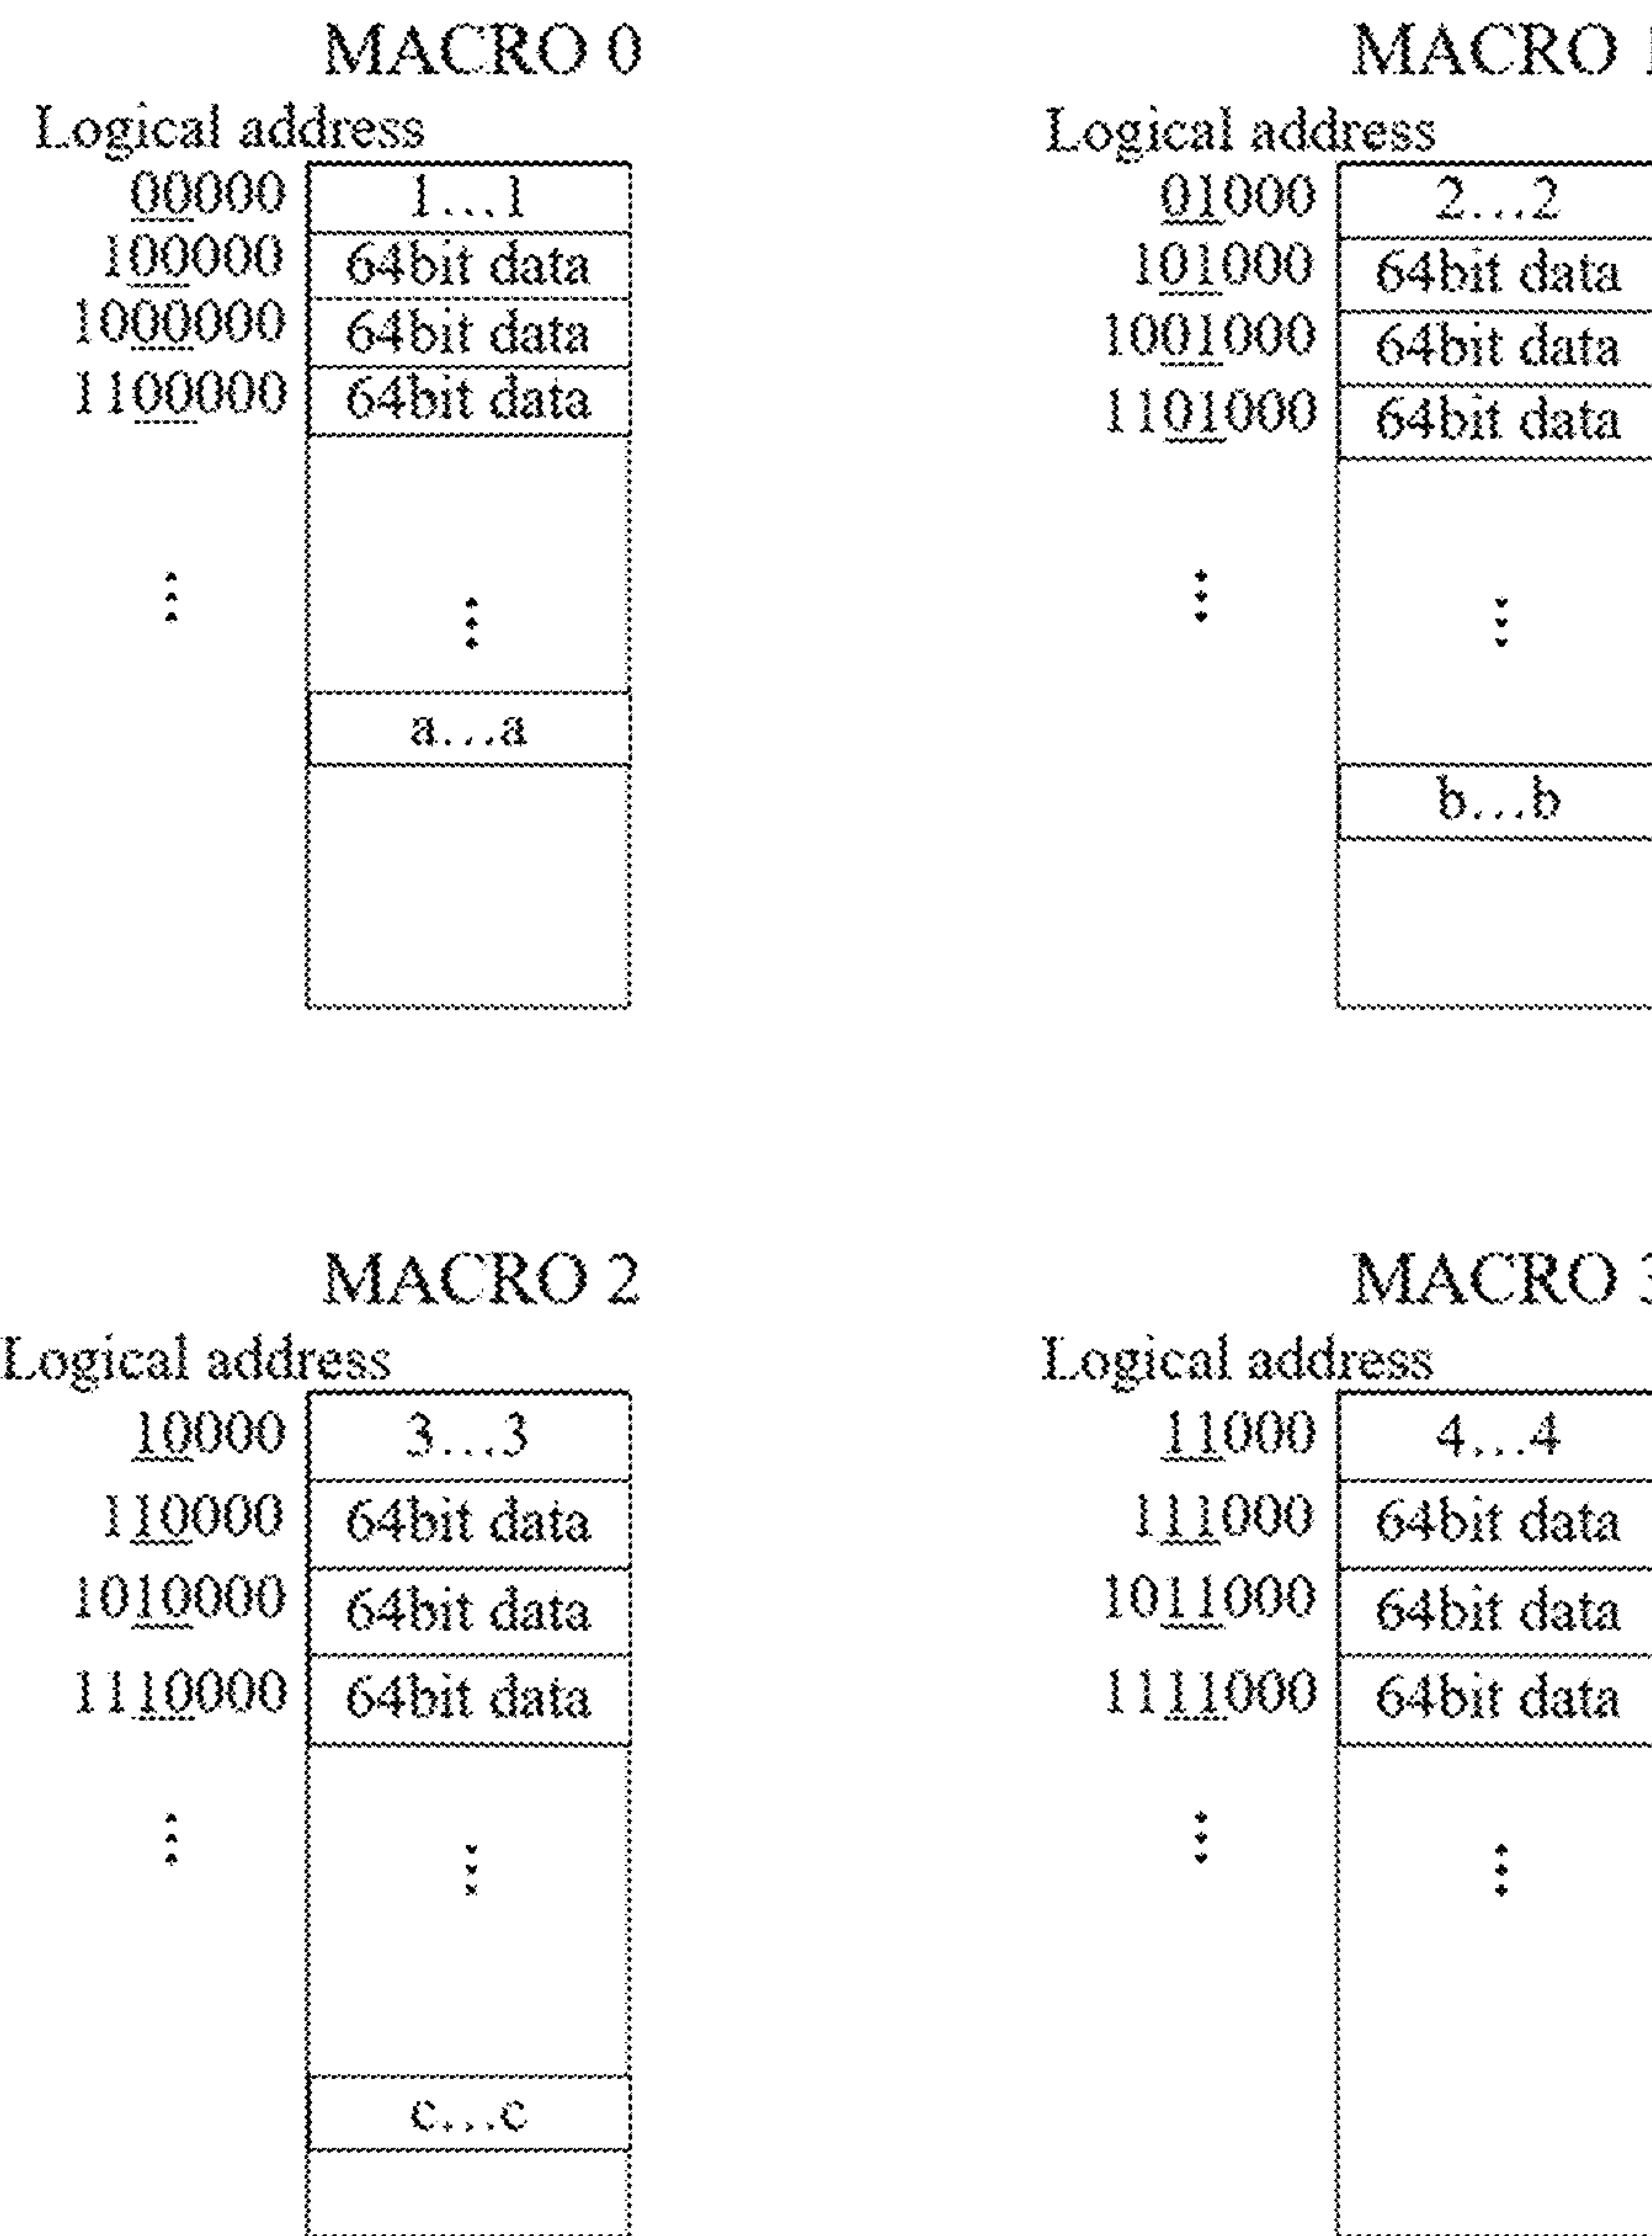 MACRO 0
Logical address
00000 1...1
100000 64bit data
1000000 64bit data
1100000 64bit data
a...a
MACRO
Logical address
01000 2...2
101000 64bit data
1001000 64bit data
1101000 64bit data
b...b
MACRO 2
Logical address
10000 3...3
110000 64bit data
1010000 64bit data
1110000 64bit data
c...c
MACRO
Logical address
11000 4...4
111000 64bit data
1011000 64bit data
1111000 64bit data